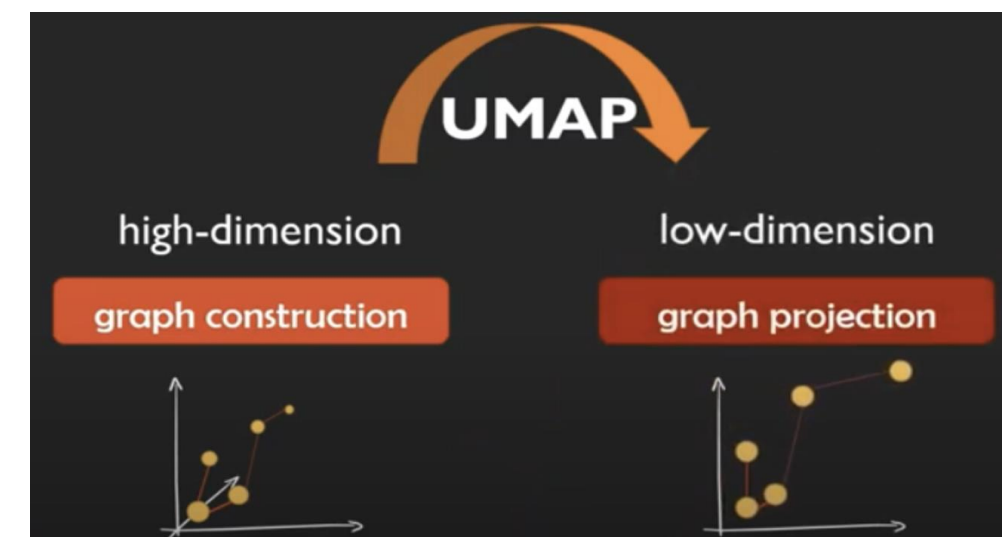 UMAP
high-dimension
low-dimension
graph construction
graph projection